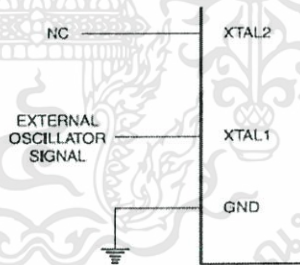 NC
XTAL2
EXTERNAL
OSCILLATOR
SIGNAL
XTAL1
GND